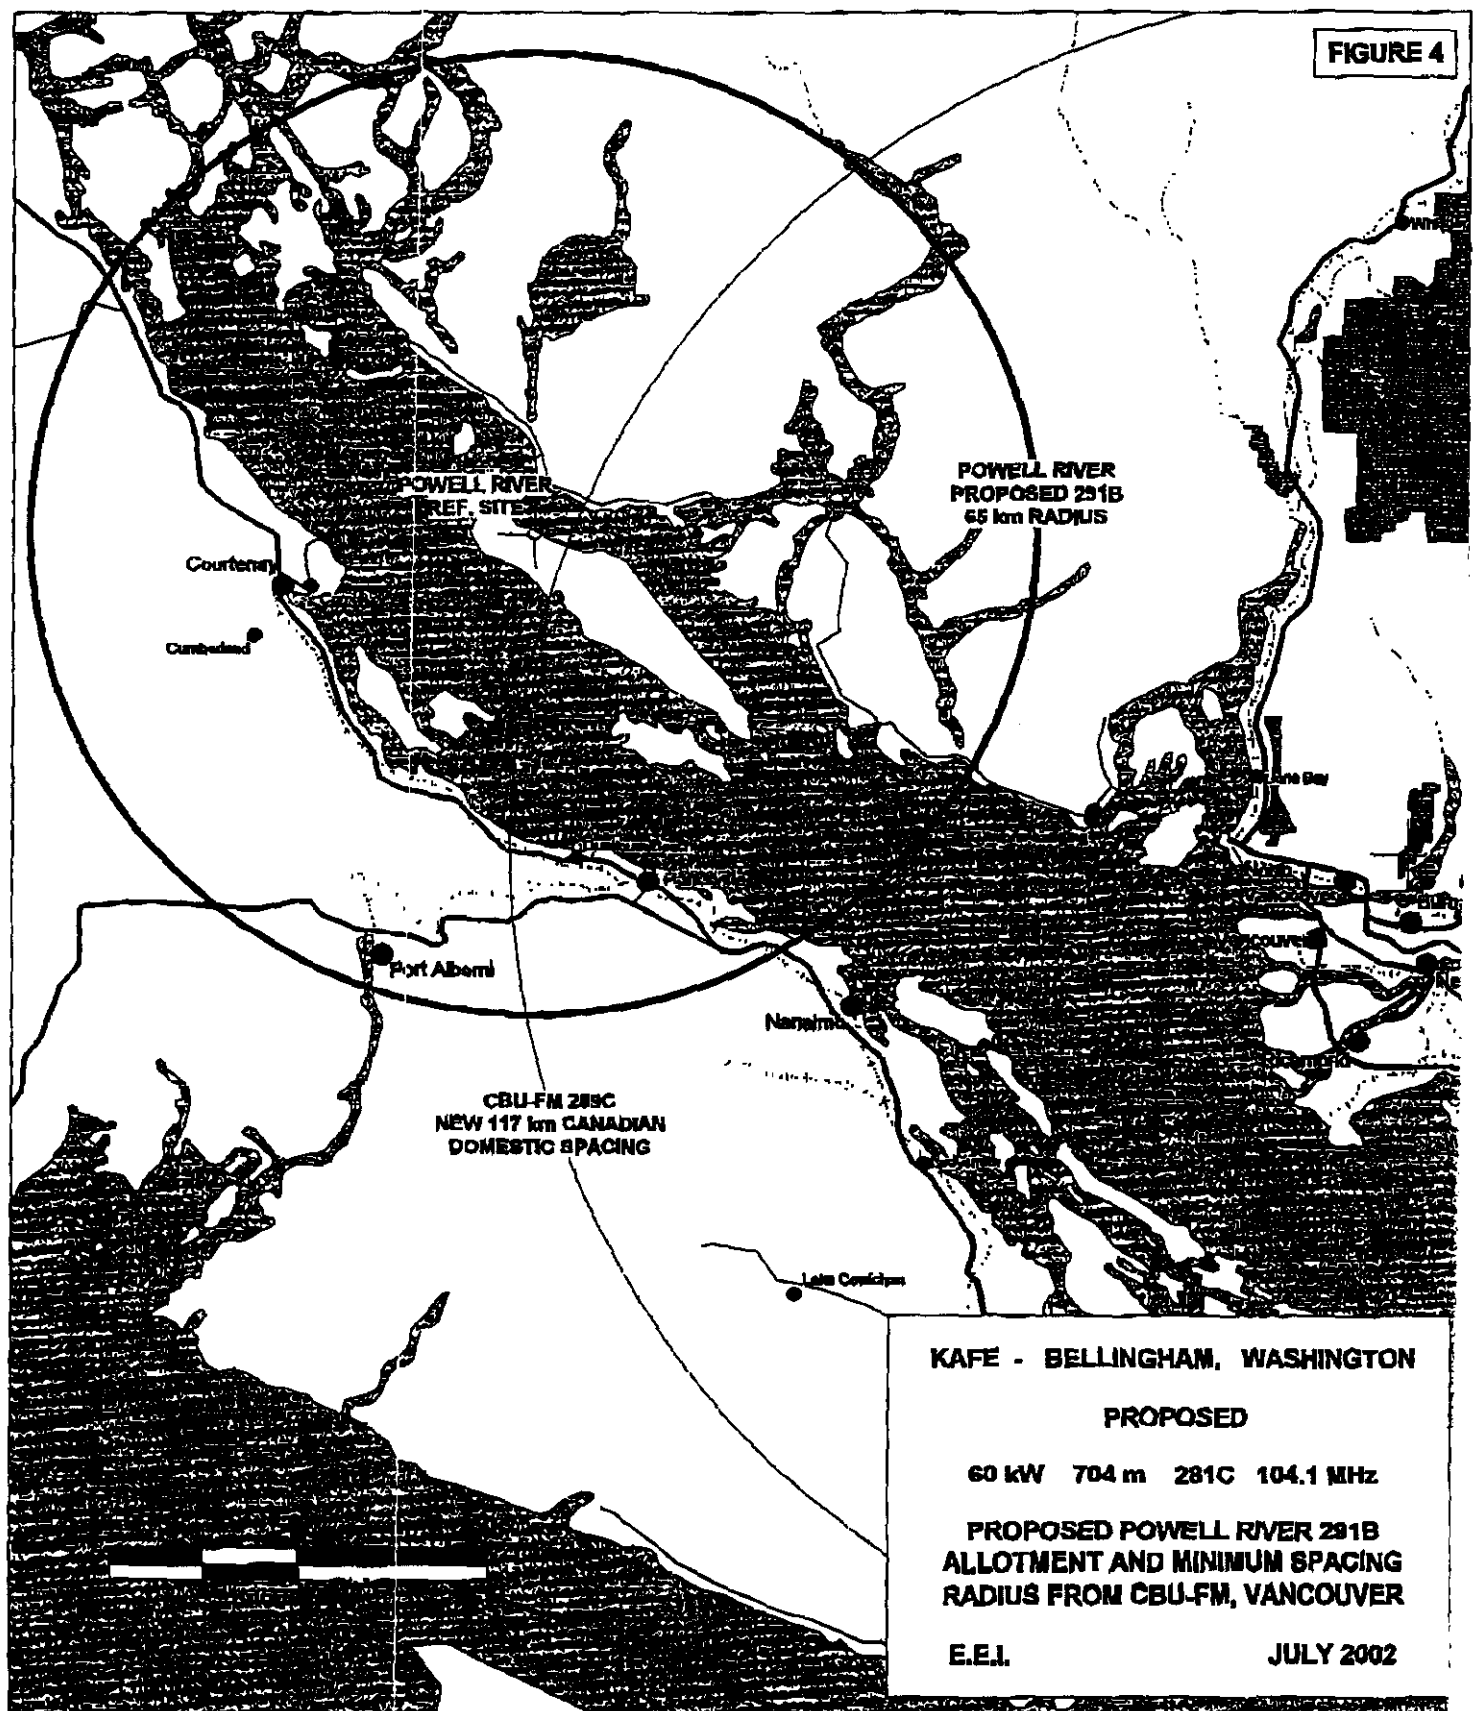 FIGURE 4
POWELL RIVER
REF. SITE
POWELL RIVER
PROPOSED 291B
65 km RADIUS
Courtenay
Cumberland
Port Alberni
Nanaimo
CBU-FM 289C
NEW 117 km CANADIAN
DOMESTIC SPACING
Lake Cowichan
KAFE - BELLINGHAM, WASHINGTON
PROPOSED
60 kW 704 m 281C 104.1 MHz
PROPOSED POWELL RIVER 291B
ALLOTMENT AND MINIMUM SPACING
RADIUS FROM CBU-FM, VANCOUVER
E.E.I. JULY 2002